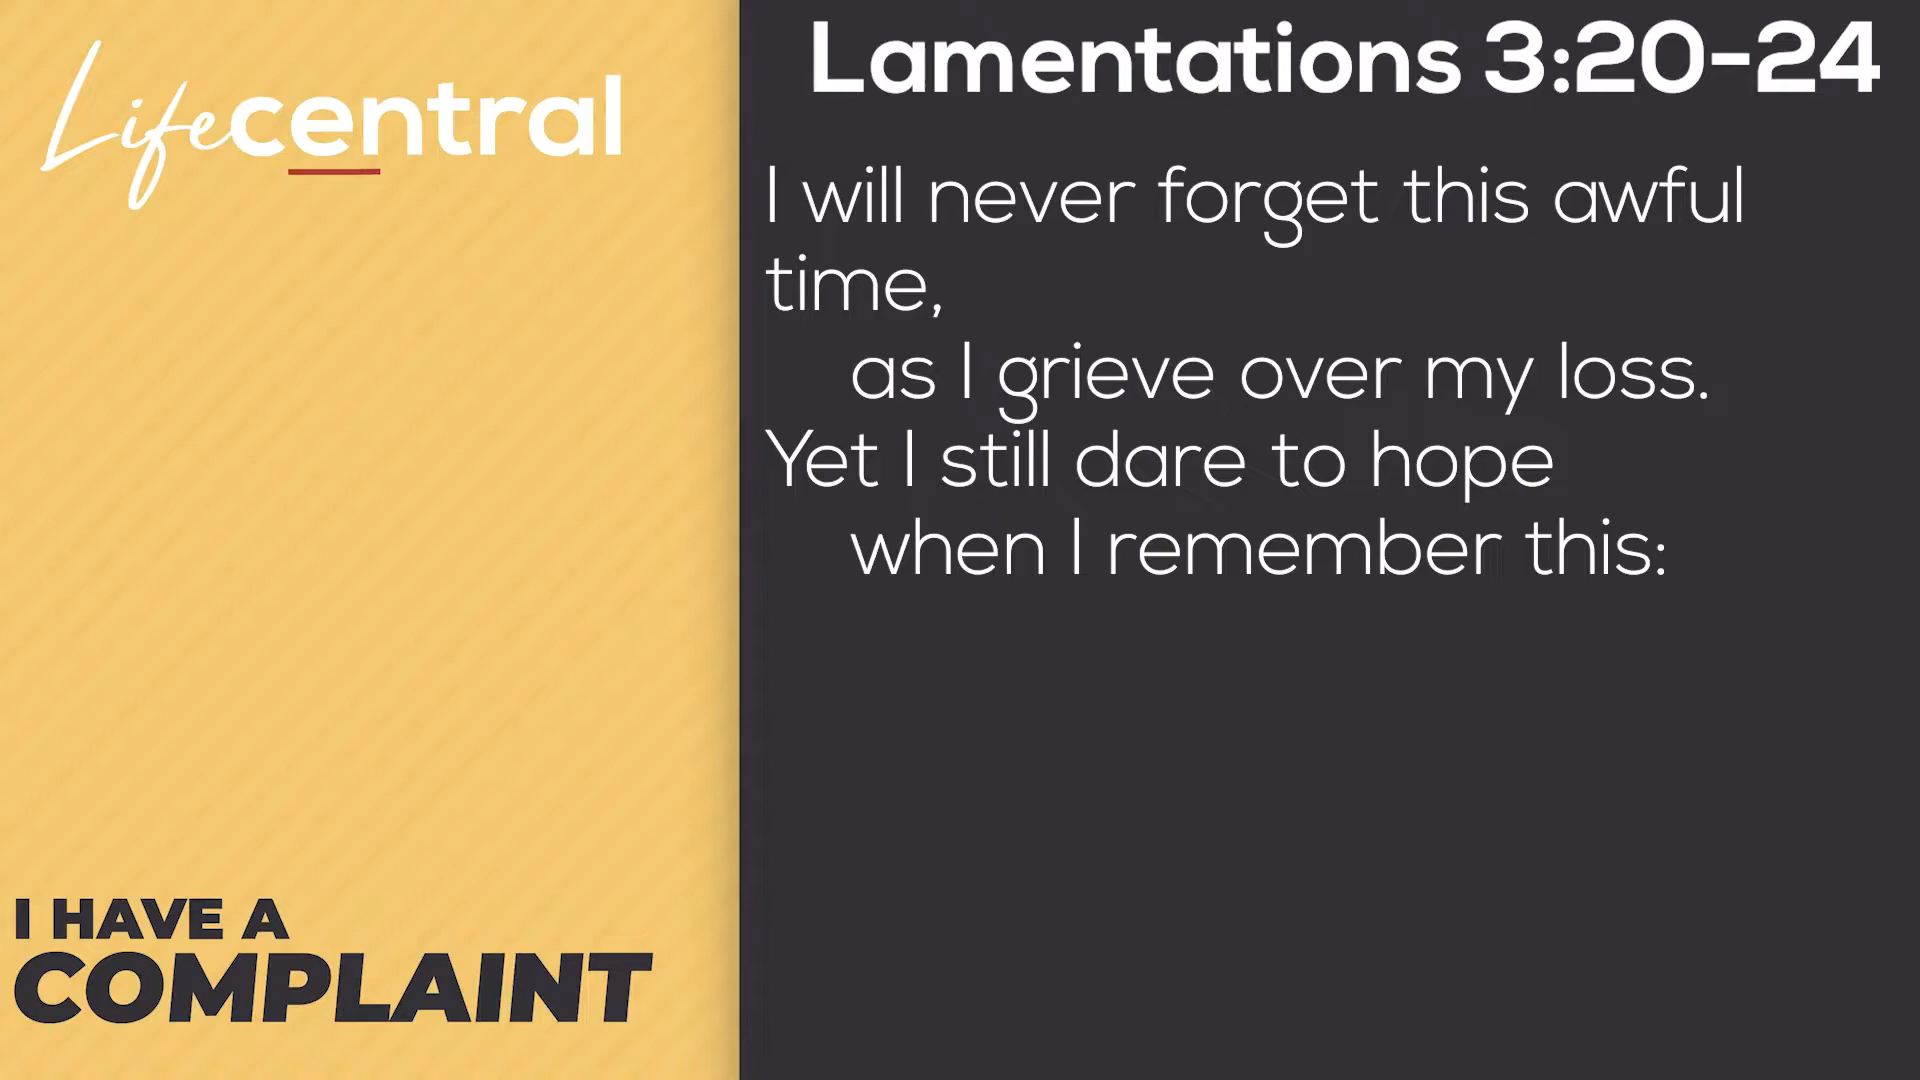 Lifecentral
I HAVE A
COMPLAINT
Lamentations 3:20-24
I will never forget this awful
time,
as I grieve over my loss.
Yet I still dare to hope
when I remember this: